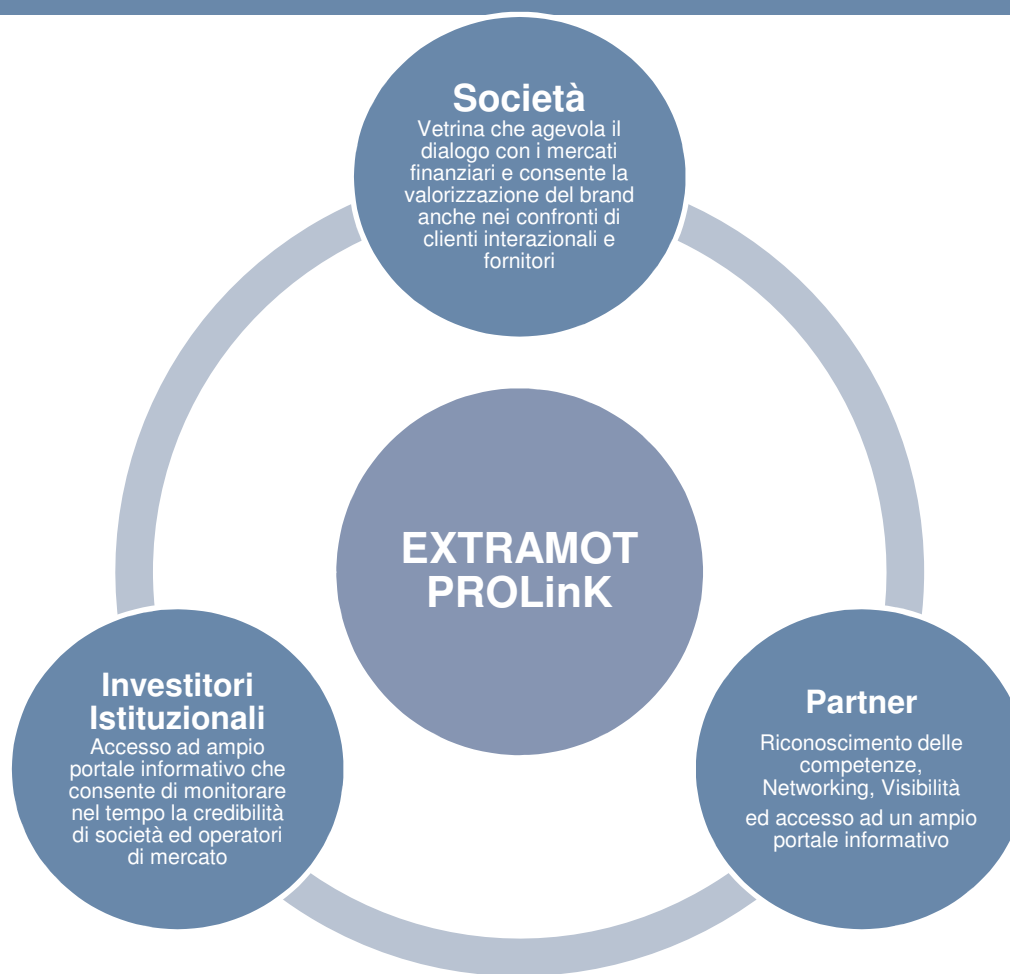 Società
Vetrina che agevola il
dialogo con i mercati
finanziari e consente la
valorizzazione del brand
anche nei confronti di
clienti interazionali e
fornitori
EXTRAMOT
PROLinK
Investitori
Istituzionali
Accesso ad ampio
portale informativo che
consente di monitorare
nel tempo la credibilità
di società ed operatori
di mercato
Partner
Riconoscimento delle
competenze,
Networking, Visibilità
ed accesso ad un ampio
portale informativo